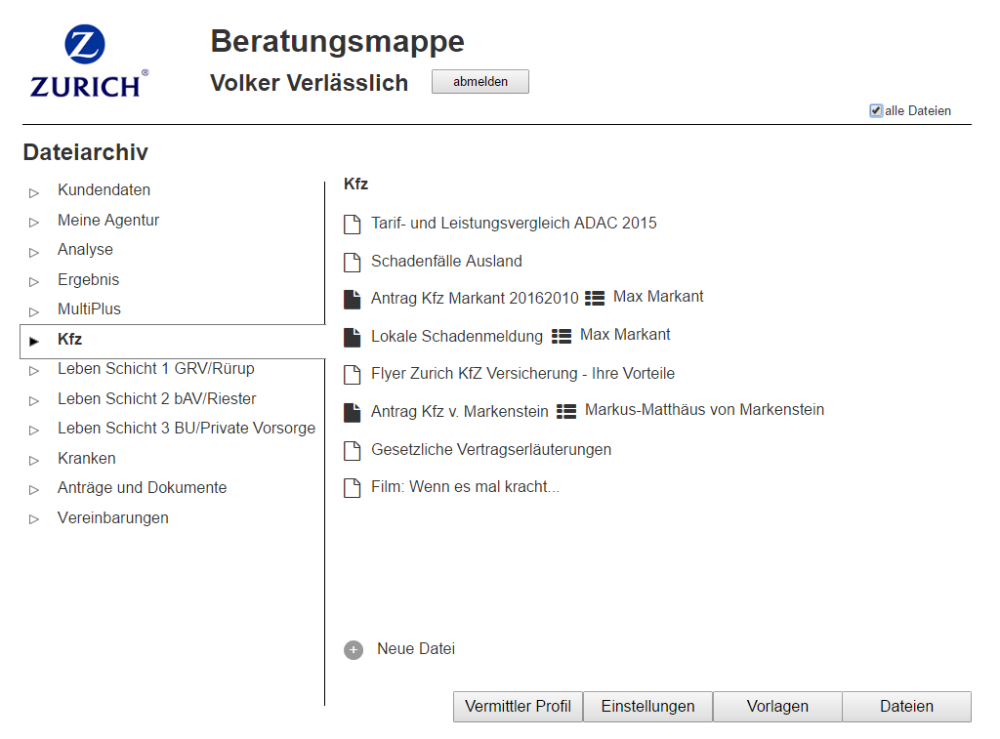 Z
ZURICH®
Beratungsmappe
Volker Verlässlich
abmelden
alle Dateien
Dateiarchiv
Kundendaten
Meine Agentur
Analyse
Ergebnis
MultiPlus
Kfz
Leben Schicht 1 GRV/Rürup
Leben Schicht 2 bAV/Riester
Leben Schicht 3 BU/Private Vorsorge
Kranken
Anträge und Dokumente
Vereinbarungen
Kfz
Tarif- und Leistungsvergleich ADAC 2015
Schadenfälle Ausland
Antrag Kfz Markant 20162010 Max Markant
Lokale Schadenmeldung Max Markant
Flyer Zurich KfZ Versicherung - Ihre Vorteile
Antrag Kfz v. Markenstein Markus-Matthäus von Markenstein
Gesetzliche Vertragserläuterungen
Film: Wenn es mal kracht...
Neue Datei
Vermittler Profil Einstellungen Vorlagen Dateien